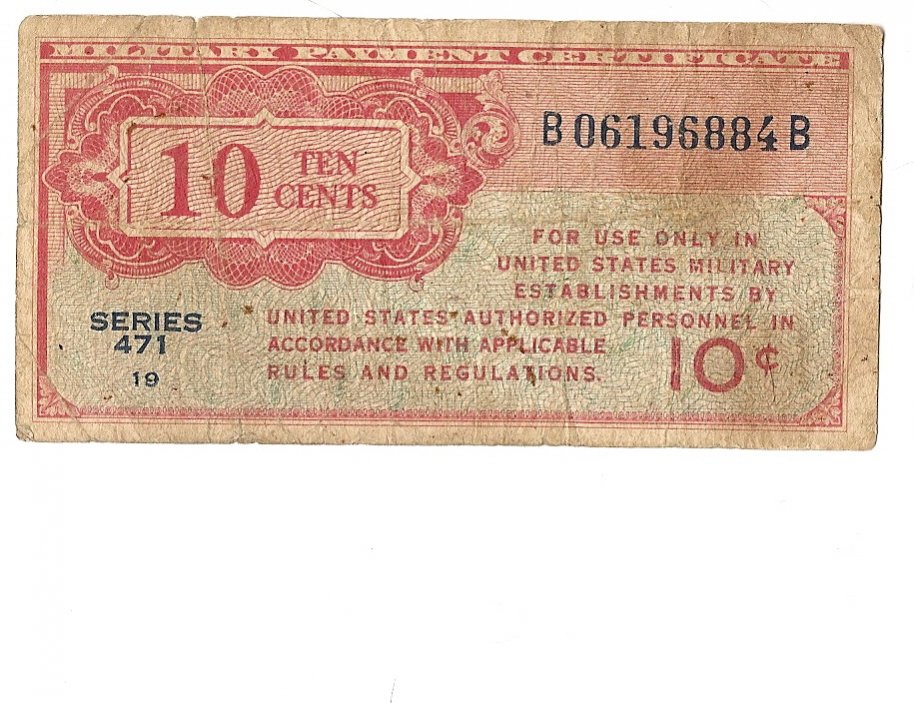 MILITARY PAYMENT CERTIFICATE
B06196884B
10 TEN CENTS
FOR USE ONLY IN
UNITED STATES MILITARY
ESTABLISHMENTS BY
UNITED STATES AUTHORIZED PERSONNEL IN
ACCORDANCE WITH APPLICABLE
RULES AND REGULATIONS.
10¢
SERIES
471
19